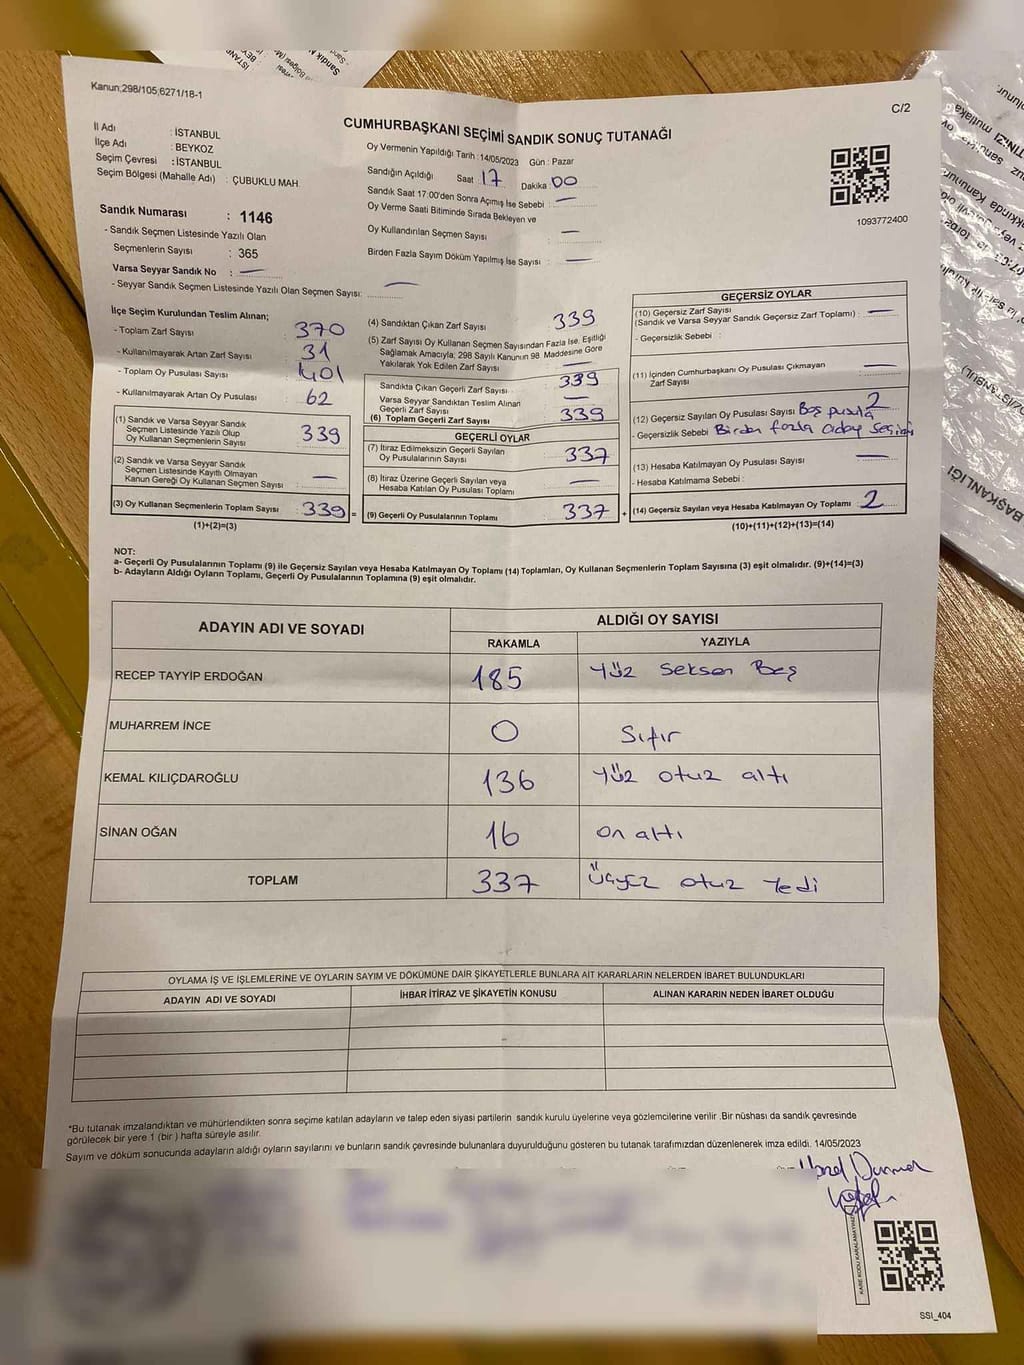 Kanun;298/105;6271/18-1
C/2
CUMHURBAŞKANI SEÇİMİ SANDIK SONUÇ TUTANAĞI
İl Adı : İSTANBUL
İlçe Adı : BEYKOZ
Seçim Çevresi : İSTANBUL
Seçim Bölgesi (Mahalle Adı) : ÇUBUKLU MAH
Sandık Numarası : 1146
- Sandık Seçmen Listesinde Yazılı Olan
Seçmenlerin Sayısı : 365
Varsa Seyyar Sandık No : —
- Seyyar Sandık Seçmen Listesinde Yazılı Olan Seçmen Sayısı: —
Oy Vermenin Yapıldığı Tarih : 14/05/2023 Gün : Pazar
Sandığın Açıldığı Saat 17 Dakika 00
Sandık Saat 17:00'den Sonra Açımış İse Sebebi : —
Oy Verme Saati Bitiminde Sırada Bekleyen ve
Oy Kullandırılan Seçmen Sayısı : —
Birden Fazla Sayım Döküm Yapılmış İse Sayısı : —
1093772400
İlçe Seçim Kurulundan Teslim Alınan;
- Toplam Zarf Sayısı 370
- Kullanılmayarak Artan Zarf Sayısı : 31
- Toplam Oy Pusulası Sayısı : 401
- Kullanılmayarak Artan Oy Pusulası : 62
(1) Sandık ve Varsa Seyyar Sandık
Seçmen Listesinde Yazılı Olup
Oy Kullanan Seçmenlerin Sayısı : 339
(2) Sandık ve Varsa Seyyar Sandık
Seçmen Listesinde Kayıtlı Olmayan
Kanun Gereği Oy Kullanan Seçmen Sayısı : —
(3) Oy Kullanan Seçmenlerin Toplam Sayısı : 339 =
(1)+(2)=(3)
(4) Sandıktan Çıkan Zarf Sayısı : 339
(5) Zarf Sayısı Oy Kullanan Seçmen Sayısından Fazla İse, Eşitliği
Sağlamak Amacıyla; 298 Sayılı Kanunun 98. Maddesine Göre
Yakılarak Yok Edilen Zarf Sayısı : —
Sandıkta Çıkan Geçerli Zarf Sayısı : 339
Varsa Seyyar Sandıktan Teslim Alınan
Geçerli Zarf Sayısı : —
(6) Toplam Geçerli Zarf Sayısı : 339
GEÇERLİ OYLAR
(7) İtiraz Edilmeksizin Geçerli Sayılan
Oy Pusulalarının Sayısı : 337
(8) İtiraz Üzerine Geçerli Sayılan veya
Hesaba Katılan Oy Pusulası Toplamı : —
(9) Geçerli Oy Pusulalarının Toplamı : 337 +
GEÇERSİZ OYLAR
(10) Geçersiz Zarf Sayısı
(Sandık ve Varsa Seyyar Sandık Geçersiz Zarf Toplamı) : —
- Geçersizlik Sebebi :
(11) İçinden Cumhurbaşkanı Oy Pusulası Çıkmayan
Zarf Sayısı : —
(12) Geçersiz Sayılan Oy Pusulası Sayısı : 2 Boş pusula
- Geçersizlik Sebebi : Birden fazla aday
(13) Hesaba Katılmayan Oy Pusulası Sayısı : —
- Hesaba Katılmama Sebebi :
(14) Geçersiz Sayılan veya Hesaba Katılmayan Oy Toplamı : 2
(10)+(11)+(12)+(13)=(14)
NOT:
a- Geçerli Oy Pusulalarının Toplamı (9) ile Geçersiz Sayılan veya Hesaba Katılmayan Oy Toplamı (14) Toplamları, Oy Kullanan Seçmenlerin Toplam Sayısına (3) eşit olmalıdır. (9)+(14)=(3)
b- Adayların Aldığı Oyların Toplamı, Geçerli Oy Pusulalarının Toplamına (9) eşit olmalıdır.
ADAYIN ADI VE SOYADI ALDIĞI OY SAYISI
RAKAMLA YAZIYLA
RECEP TAYYİP ERDOĞAN 185 Yüz Seksen Beş
MUHARREM İNCE 0 Sıfır
KEMAL KILIÇDAROĞLU 136 Yüz otuz altı
SİNAN OĞAN 16 on altı
TOPLAM 337 Üçyüz otuz Yedi
OYLAMA İŞ VE İŞLEMLERİNE VE OYLARIN SAYIM VE DÖKÜMÜNE DAİR ŞİKAYETLERLE BUNLARA AİT KARARLARIN NELERDEN İBARET BULUNDUKLARI
ADAYIN ADI VE SOYADI İHBAR İTİRAZ VE ŞİKAYETİN KONUSU ALINAN KARARIN NEDEN İBARET OLDUĞU
*Bu tutanak imzalandıktan ve mühürlendikten sonra seçime katılan adayların ve talep eden siyasi partilerin sandık kurulu üyelerine veya gözlemcilerine verilir .Bir nüshası da sandık çevresinde
görülecek bir yere 1 (bir ) hafta süreyle asılır.
Sayım ve döküm sonucunda adayların aldığı oyların sayılarını ve bunların sandık çevresinde bulunanlara duyurulduğunu gösteren bu tutanak tarafımızdan düzenlenerek imza edildi. 14/05/2023
KARE KODU KARALAMAYINIZ
SSI_404